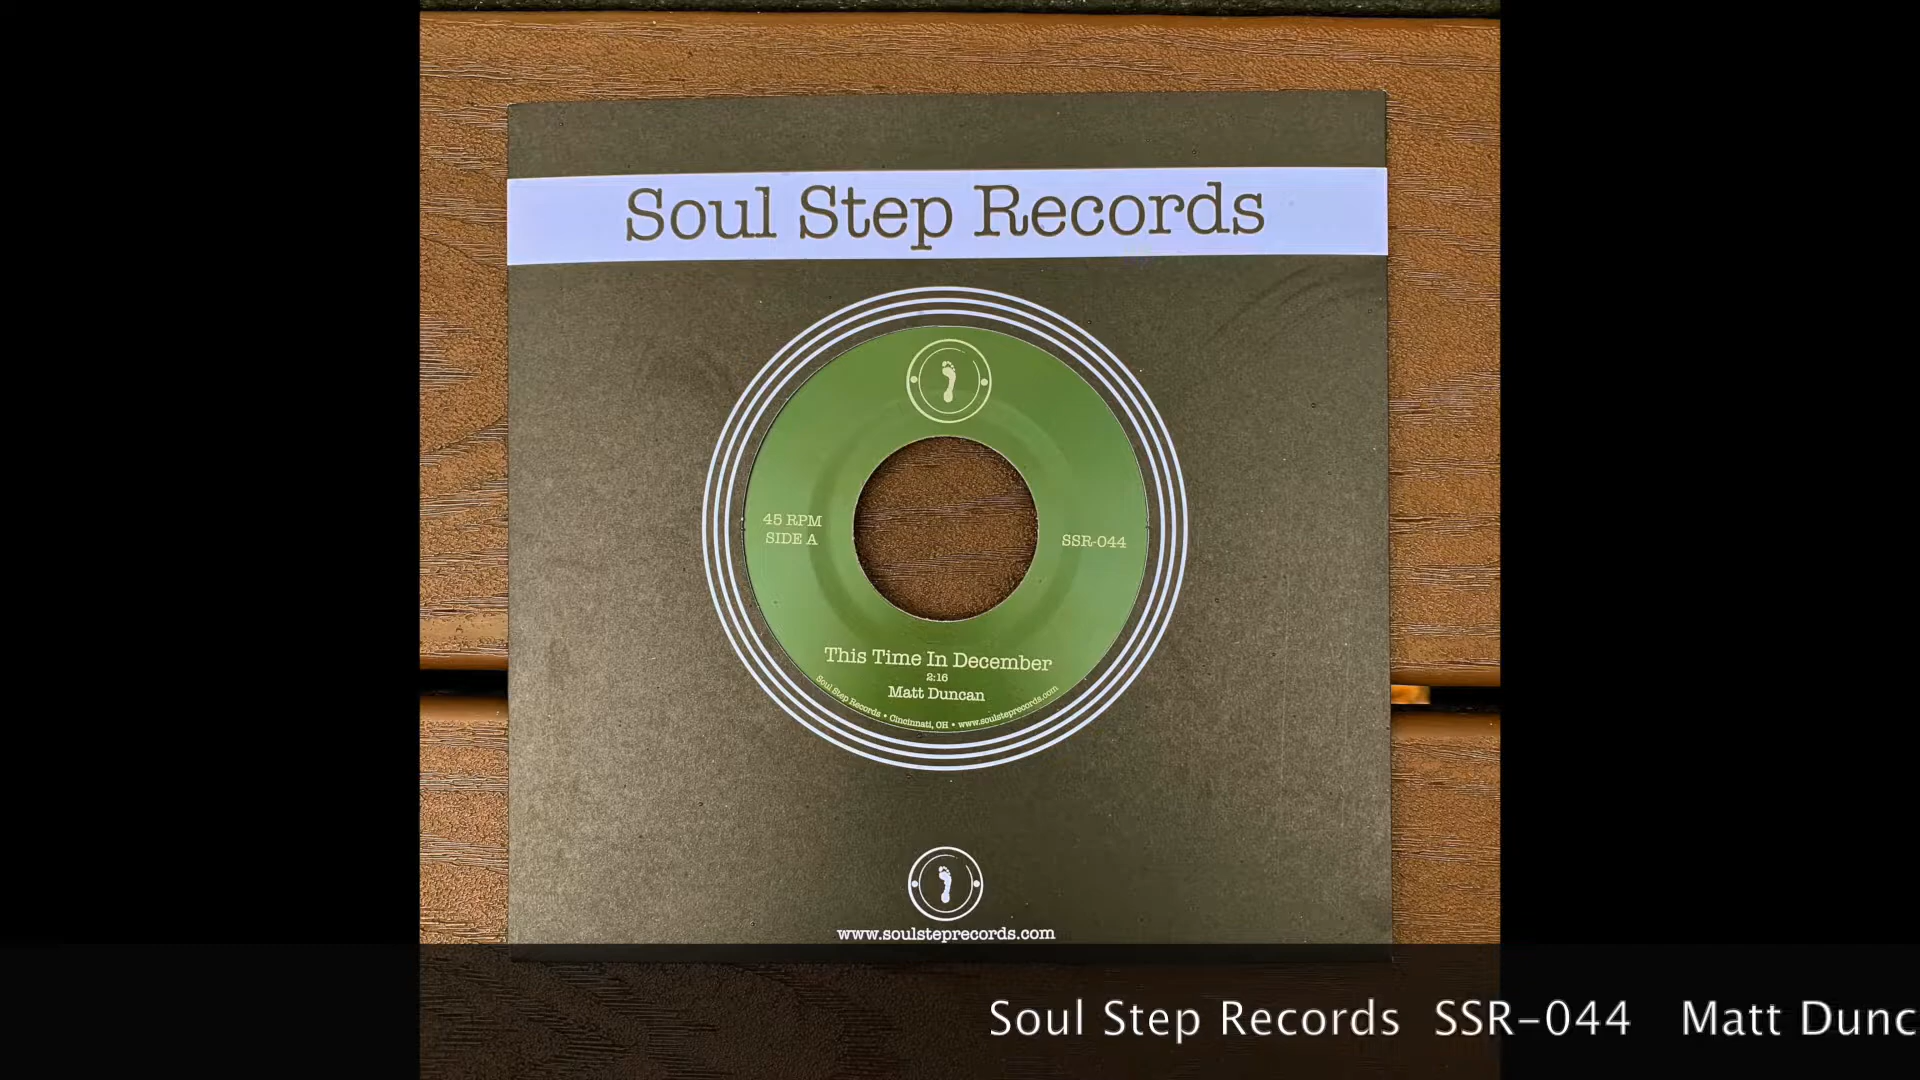 Soul Step Records
45 RPM
SIDE A
SSR-044
This Time In December
2:16
Matt Duncan
Soul Step Records • Cincinnati, OH • www.soulsteprecords.com
www.soulsteprecords.com
Soul Step Records SSR-044 Matt Dunc